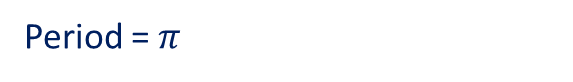 Period = 𝜋